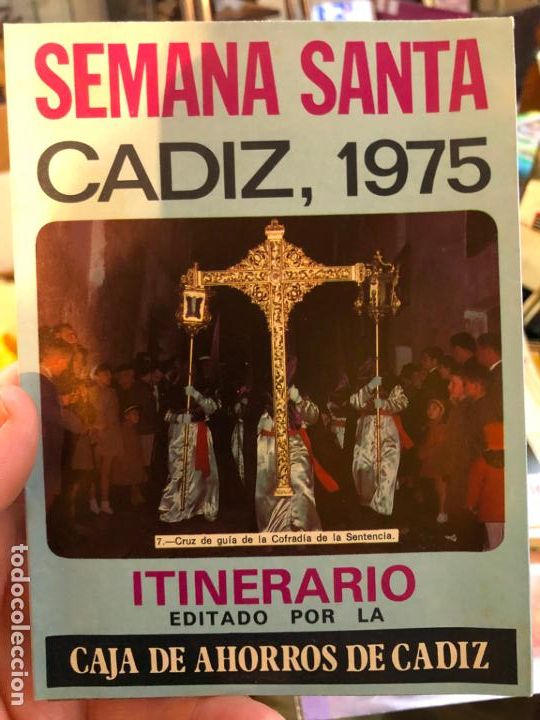 SEMANA SANTA
CADIZ, 1975
7.—Cruz de guía de la Cofradía de la Sentencia.
ITINERARIO
EDITADO POR LA
CAJA DE AHORROS DE CADIZ
todocoleccion.net